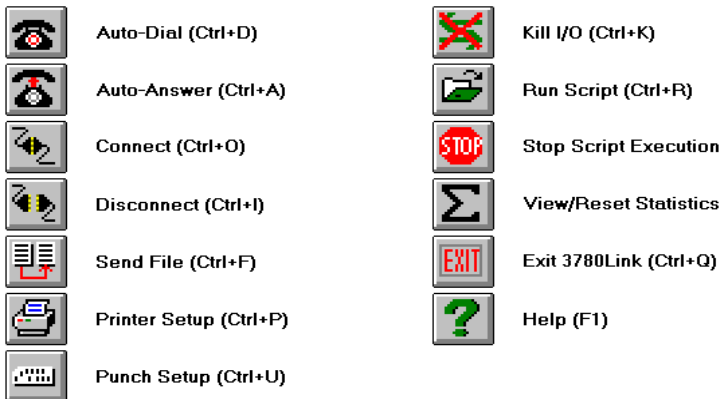 Auto-Dial (Ctrl+D)
Auto-Answer (Ctrl+A)
Connect (Ctrl+O)
Disconnect (Ctrl+I)
Send File (Ctrl+F)
Printer Setup (Ctrl+P)
Punch Setup (Ctrl+U)
Kill I/O (Ctrl+K)
Run Script (Ctrl+R)
STOP Stop Script Execution
View/Reset Statistics
EXIT Exit 3780Link (Ctrl+Q)
Help (F1)